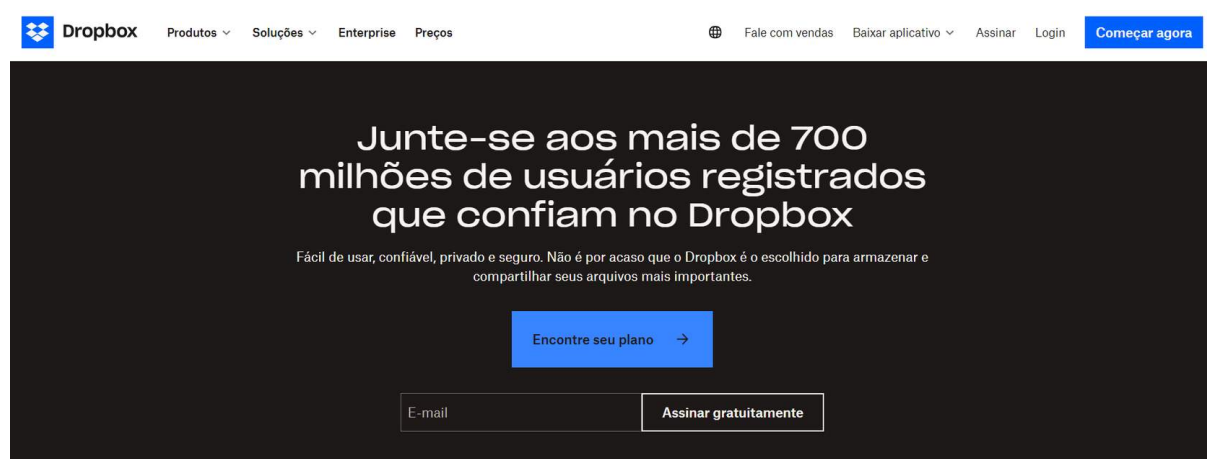 Dropbox Produtos Soluções Enterprise Preços Fale com vendas Baixar aplicativo Assinar Login Começar agora
Junte-se aos mais de 700
milhões de usuários registrados
que confiam no Dropbox
Fácil de usar, confiável, privado e seguro. Não é por acaso que o Dropbox é o escolhido para armazenar e
compartilhar seus arquivos mais importantes.
Encontre seu plano
E-mail Assinar gratuitamente